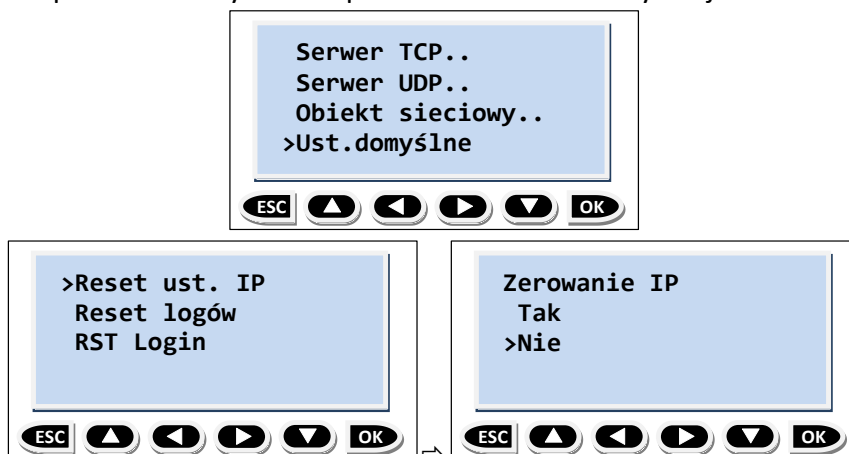 Serwer TCP..
Serwer UDP..
Obiekt sieciowy..
>Ust.domyślne
ESC OK
>Reset ust. IP
Reset logów
RST Login
ESC OK
⇨
Zerowanie IP
Tak
>Nie
ESC OK